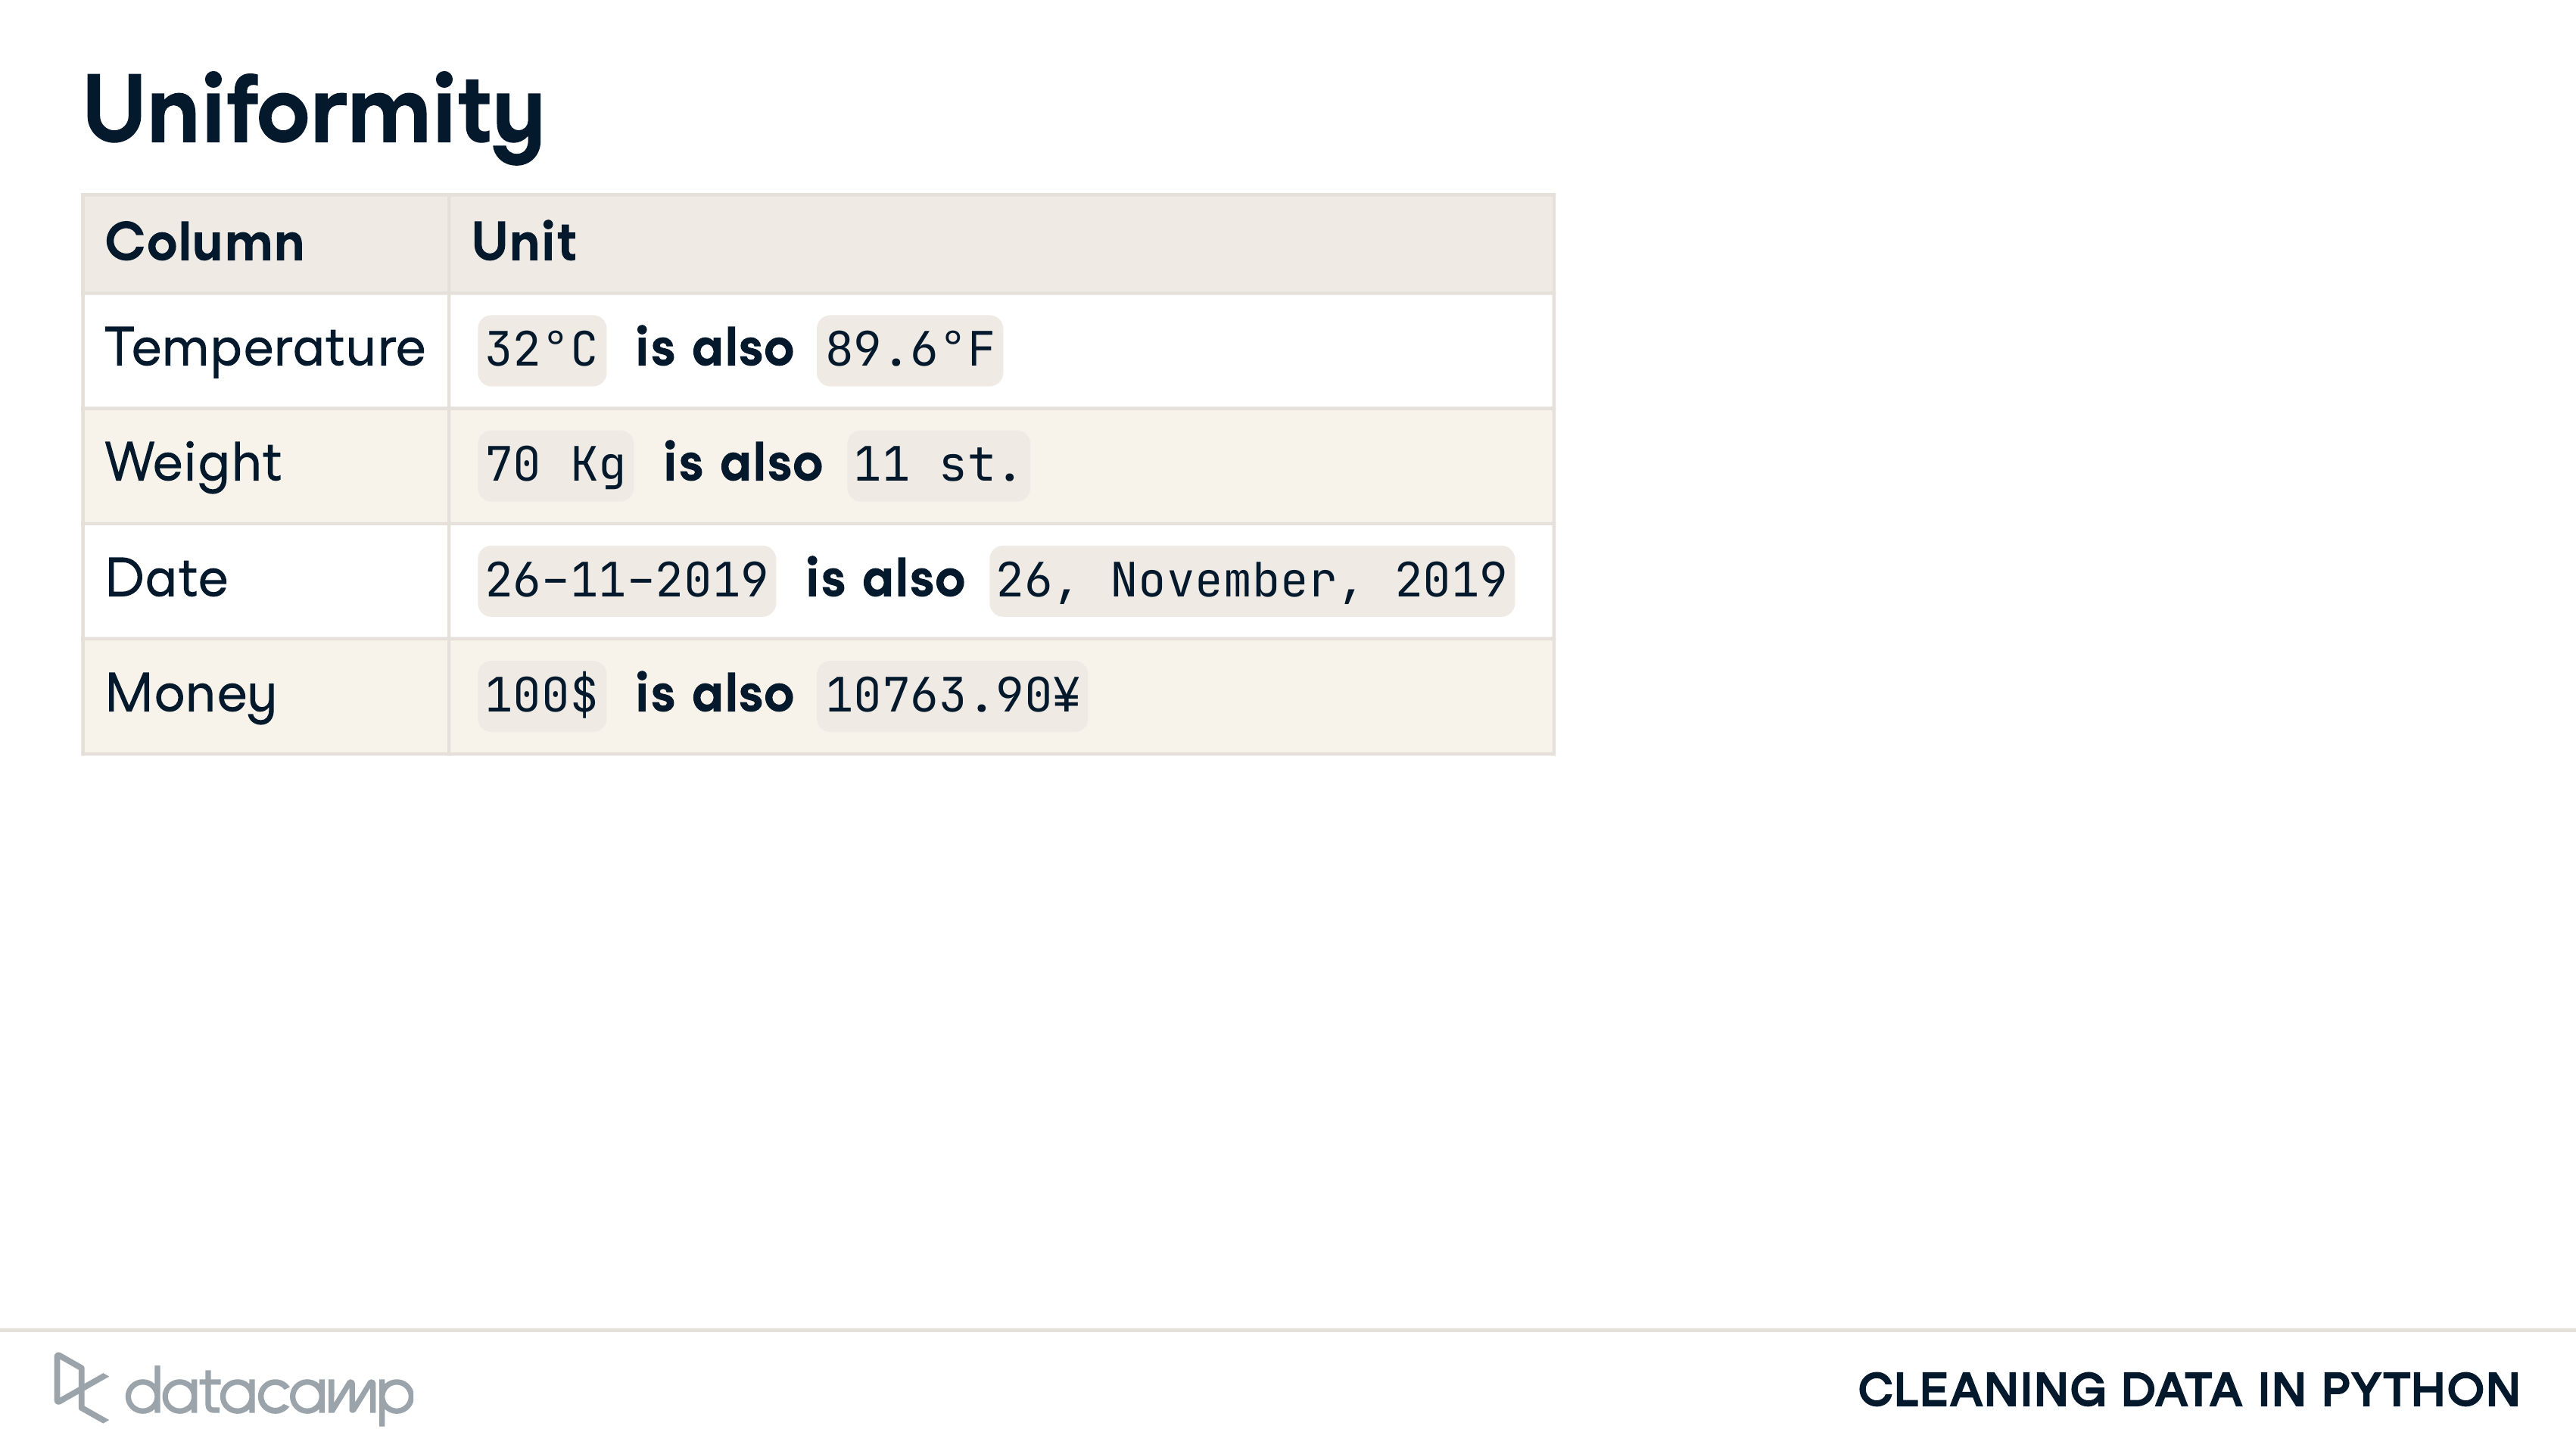 Uniformity
Column Unit
Temperature 32°C is also 89.6°F
Weight 70 Kg is also 11 st.
Date 26-11-2019 is also 26, November, 2019
Money 100$ is also 10763.90¥
datacamp
CLEANING DATA IN PYTHON